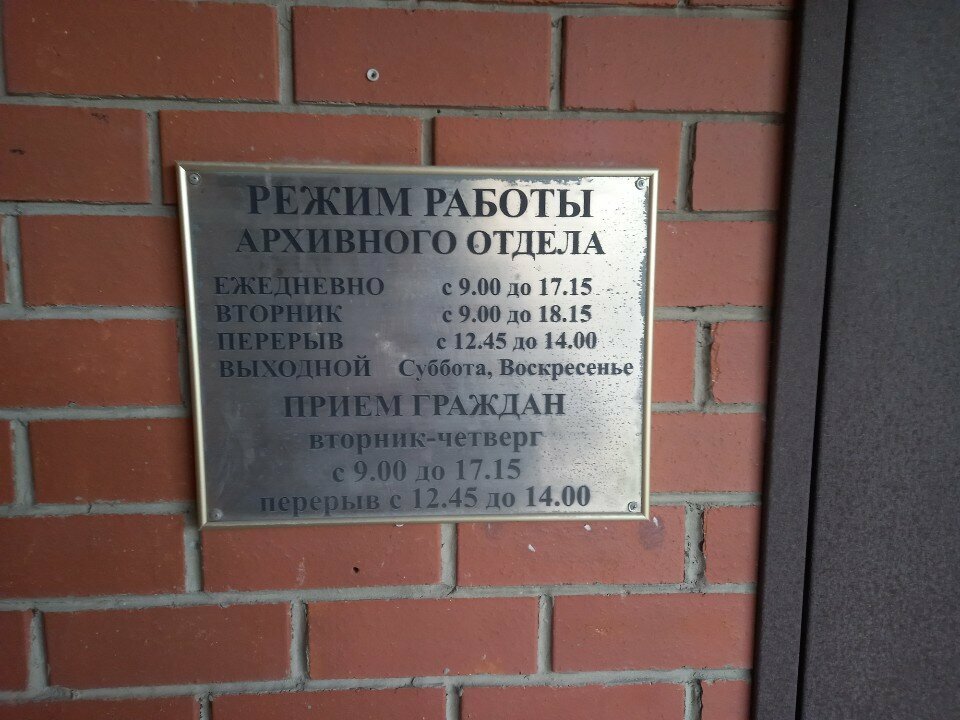 РЕЖИМ РАБОТЫ
АРХИВНОГО ОТДЕЛА
ЕЖЕДНЕВНО с 9.00 до 17.15
ВТОРНИК с 9.00 до 18.15
ПЕРЕРЫВ с 12.45 до 14.00
ВЫХОДНОЙ Суббота, Воскресенье
ПРИЕМ ГРАЖДАН
вторник-четверг
с 9.00 до 17.15
перерыв с 12.45 до 14.00